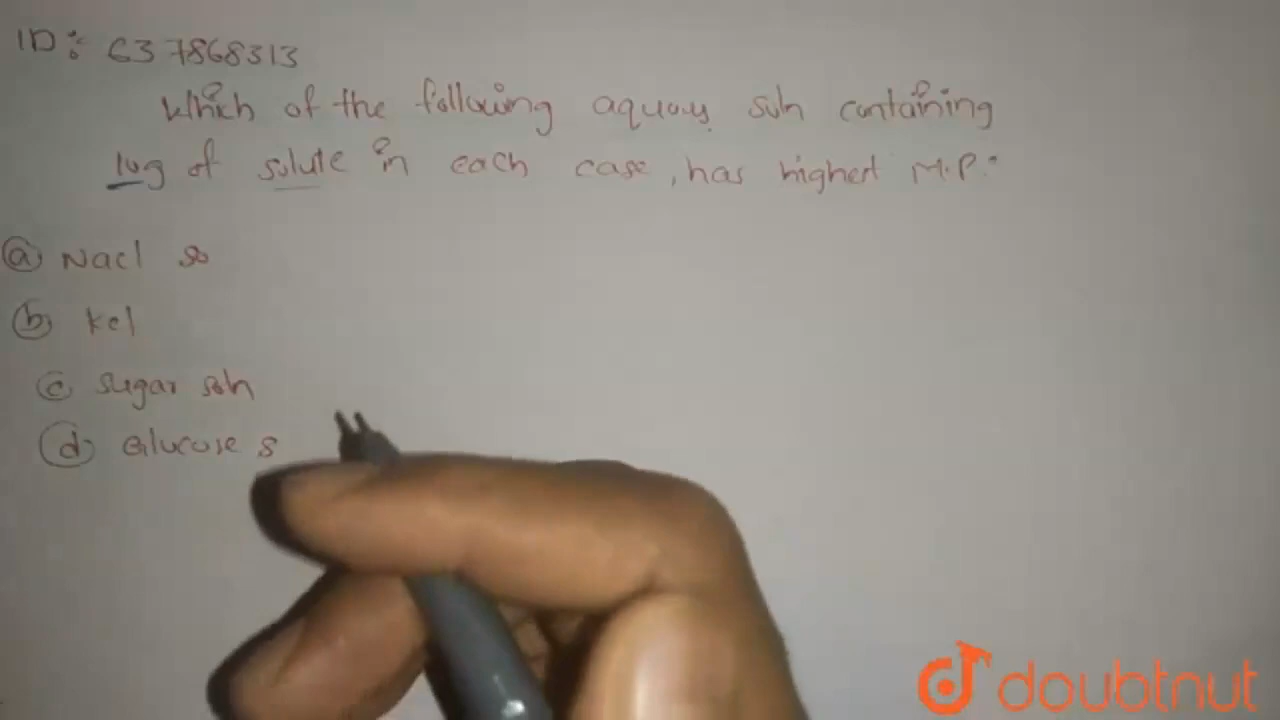 ID: 637868313
Which of the following aquous soln containing
10g of solute in each case, has highest M.P:
(a) Nacl so
(b) kcl
(c) sugar soln
(d) Glucose s
doubtnut